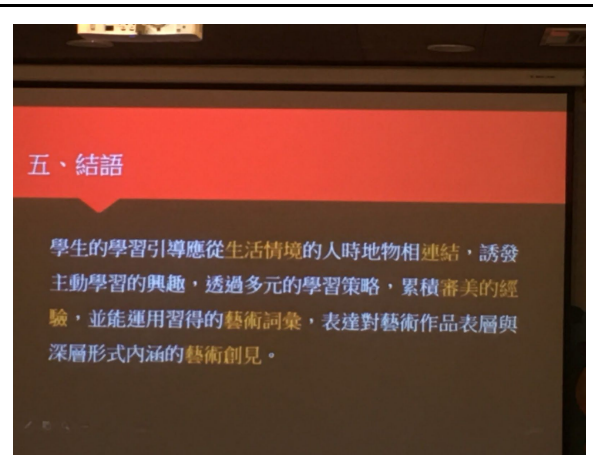 五、結語
學生的學習引導應從生活情境的人時地物相連結，誘發
主動學習的興趣，透過多元的學習策略，累積審美的經
驗，並能運用習得的藝術詞彙，表達對藝術作品表層與
深層形式內涵的藝術創見。